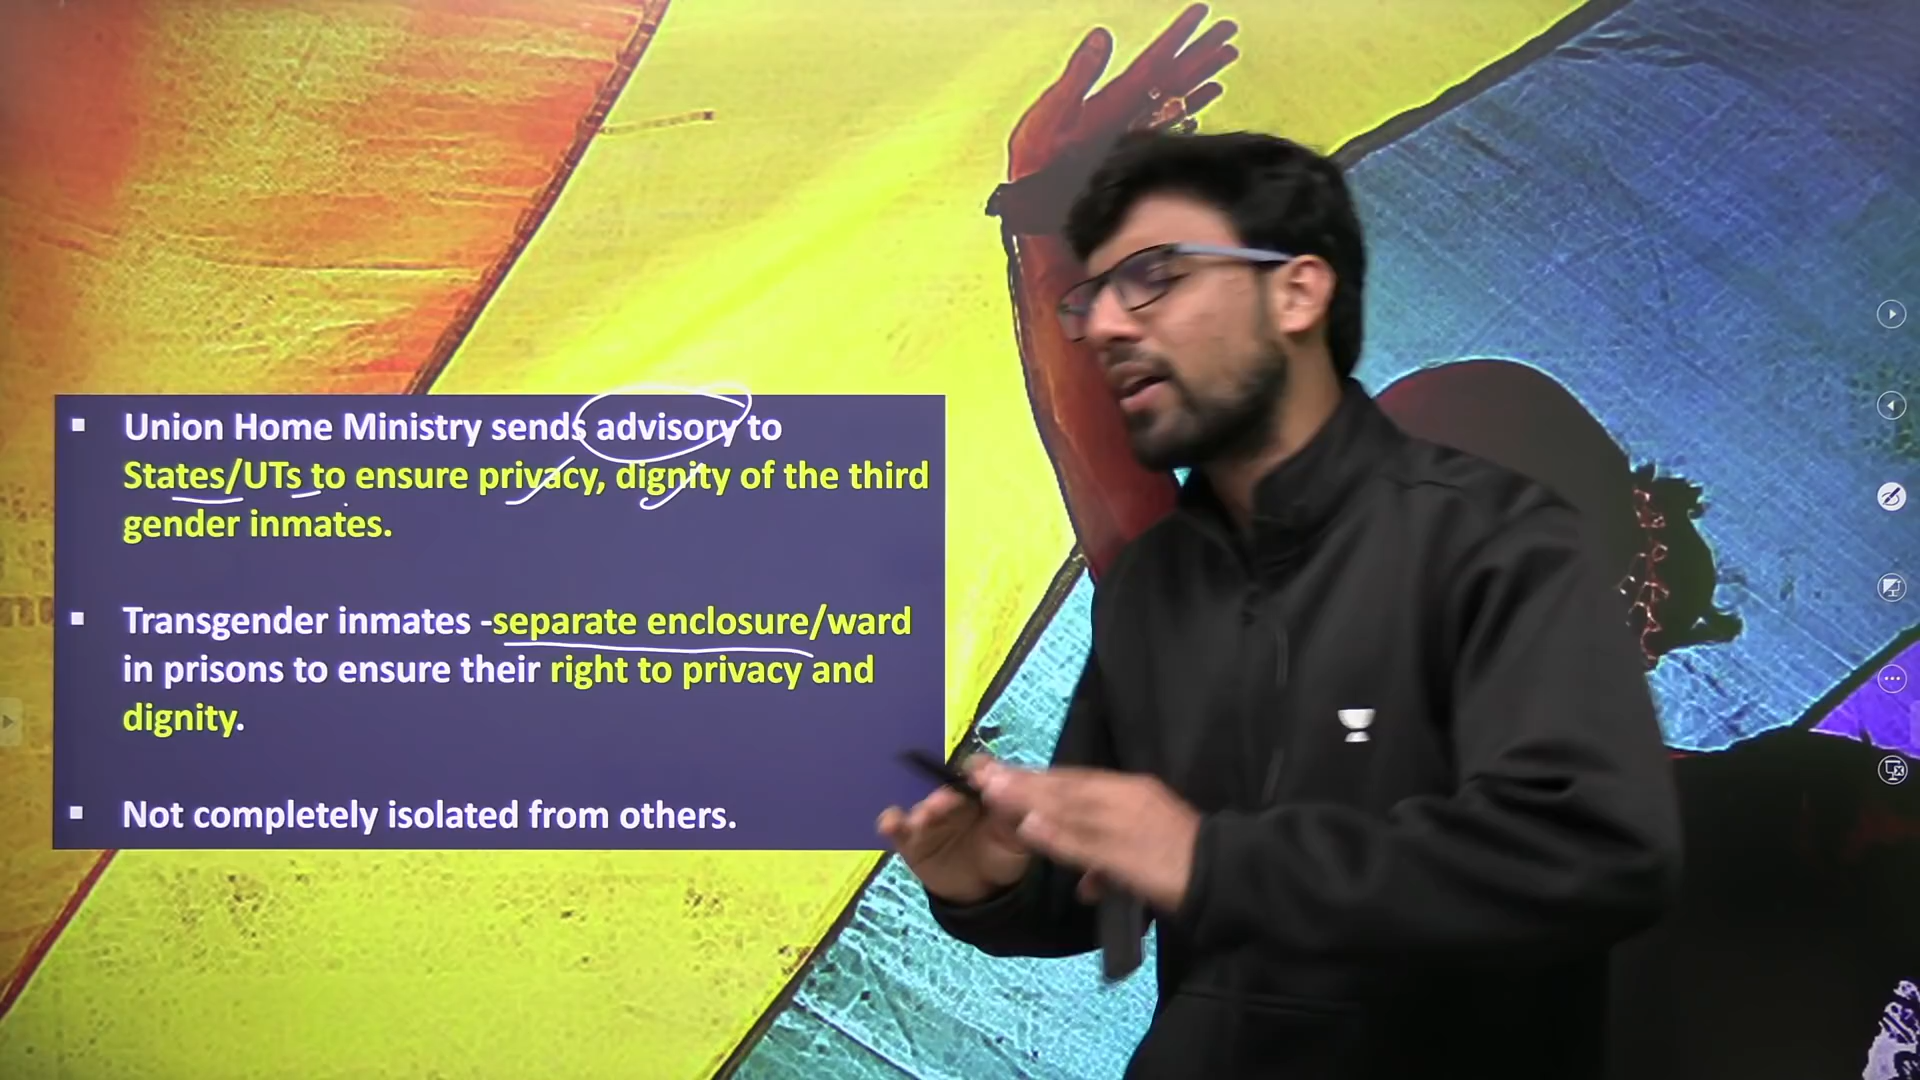 ▪ Union Home Ministry sends advisory to
States/UTs to ensure privacy, dignity of the third
gender inmates.
▪ Transgender inmates -separate enclosure/ward
in prisons to ensure their right to privacy and
dignity.
▪ Not completely isolated from others.